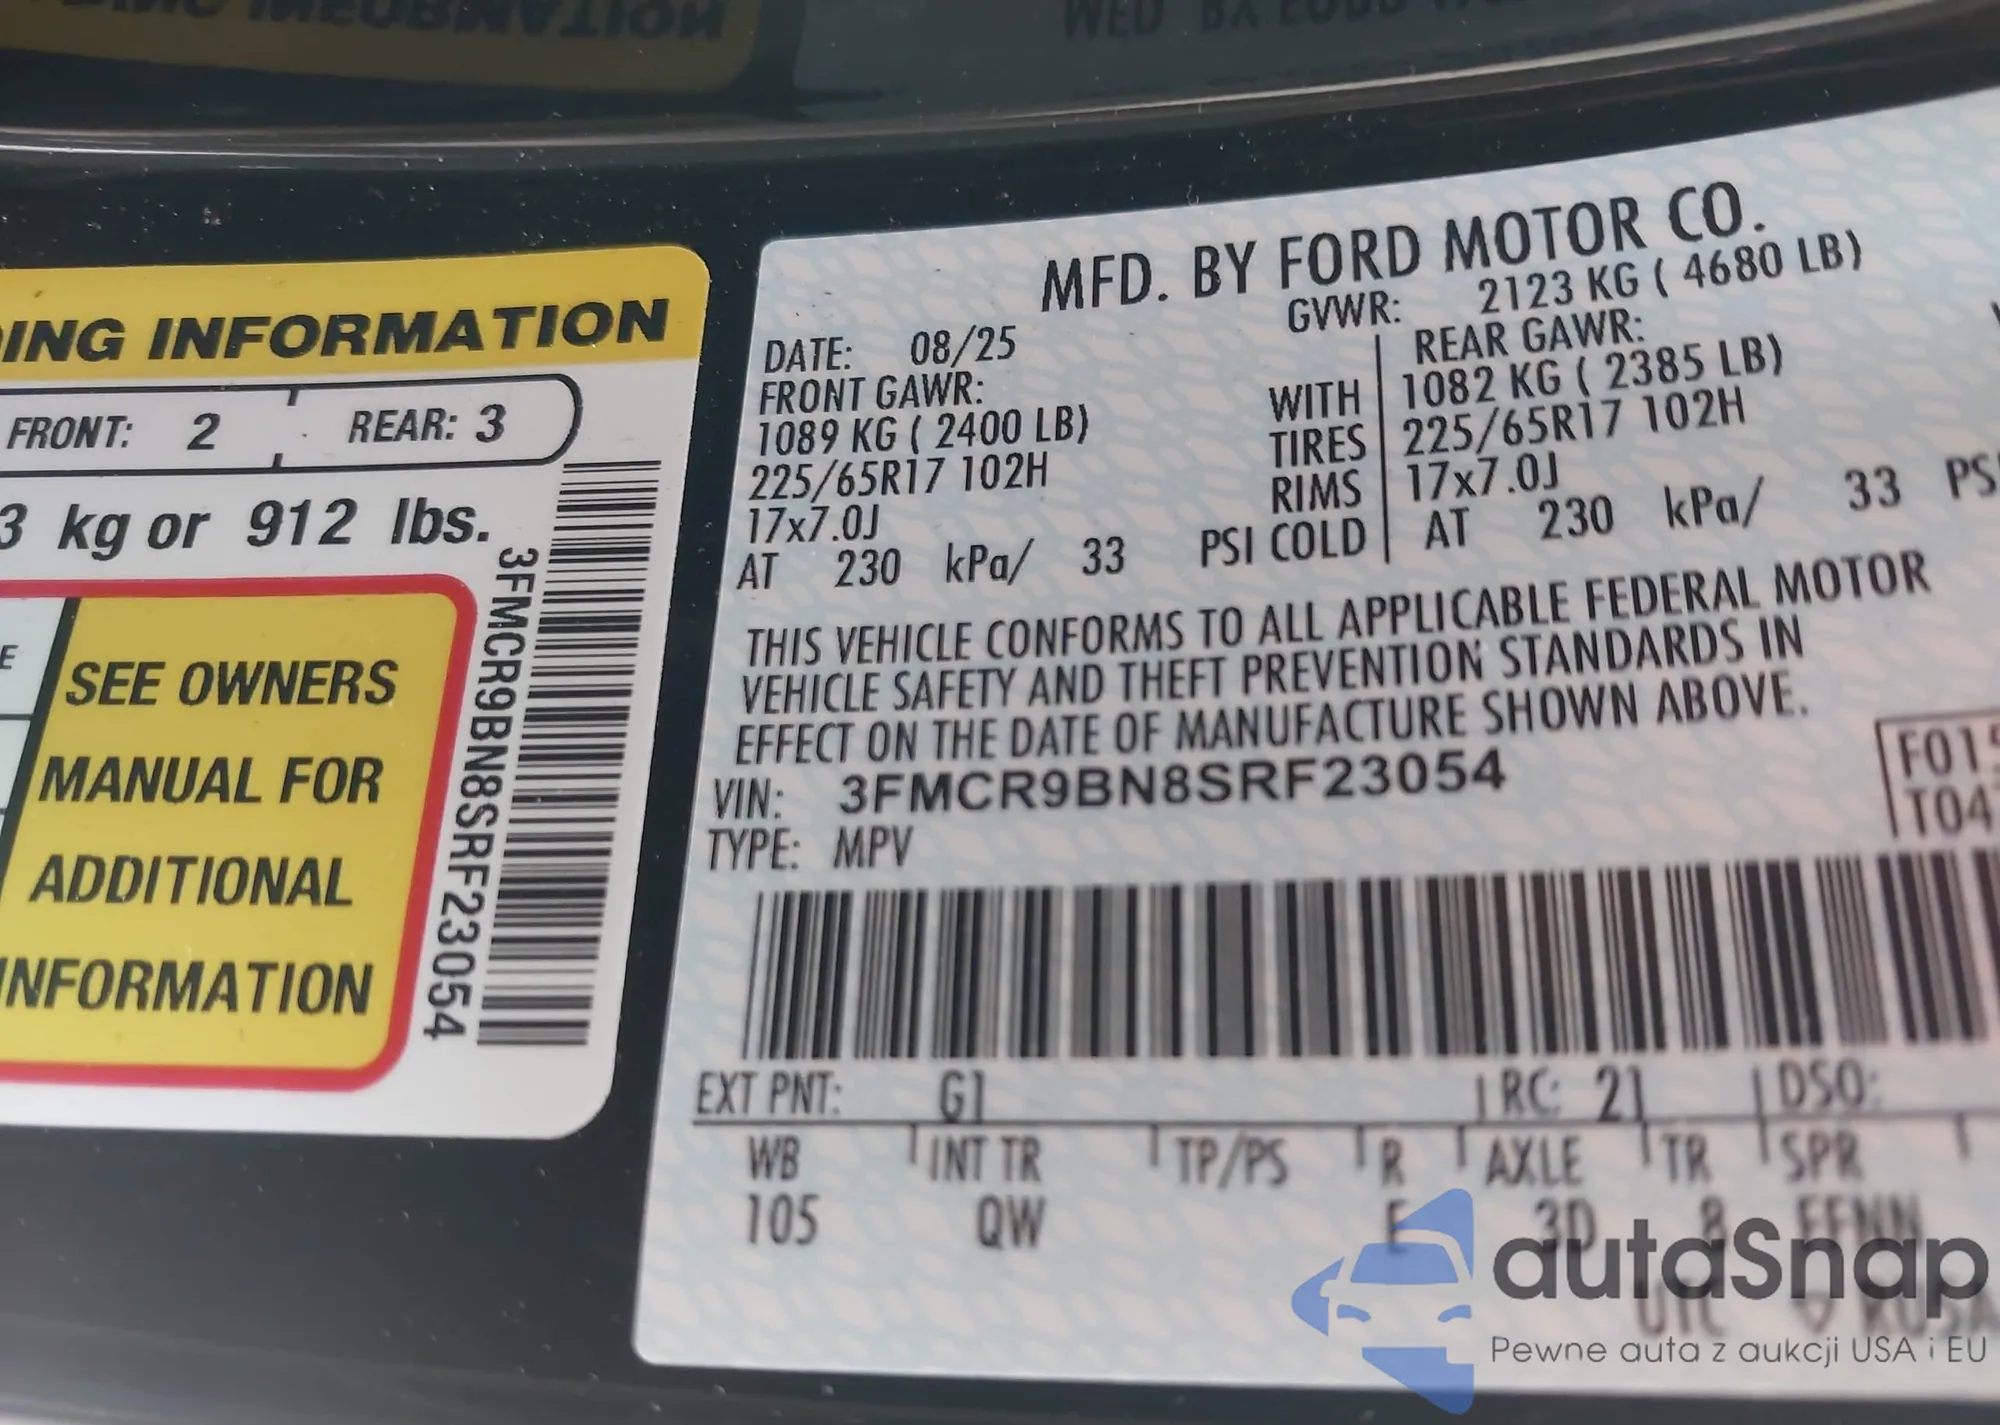 ING INFORMATION
FRONT: 2 REAR: 3
3 kg or 912 lbs.
SEE OWNERS
MANUAL FOR
ADDITIONAL
INFORMATION
3FMCR9BN8SRF23054
MFD. BY FORD MOTOR CO.
DATE: 08/25 GVWR: 2123 KG ( 4680 LB)
FRONT GAWR: REAR GAWR:
1089 KG ( 2400 LB) WITH 1082 KG ( 2385 LB)
225/65R17 102H TIRES 225/65R17 102H
17x7.0J RIMS 17x7.0J
AT 230 kPa/ 33 PSI COLD AT 230 kPa/ 33 PSI
THIS VEHICLE CONFORMS TO ALL APPLICABLE FEDERAL MOTOR
VEHICLE SAFETY AND THEFT PREVENTION STANDARDS IN
EFFECT ON THE DATE OF MANUFACTURE SHOWN ABOVE.
VIN: 3FMCR9BN8SRF23054
TYPE: MPV
EXT PNT: G1 RC: 21 DSO:
WB INT TR TP/PS R AXLE TR SPR
105 QW E 3D 8
autaSnap
Pewne auta z aukcji USA i EU